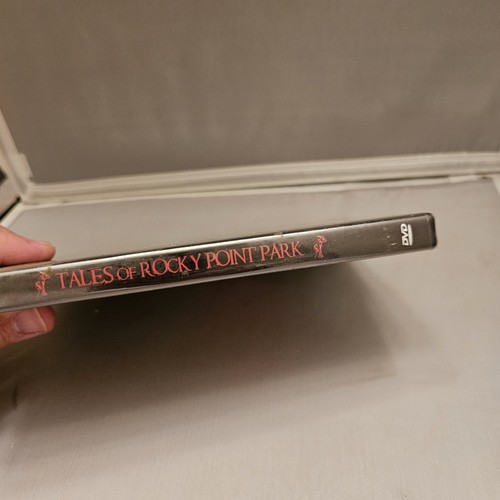 TALES OF ROCKY POINT PARK
DVD